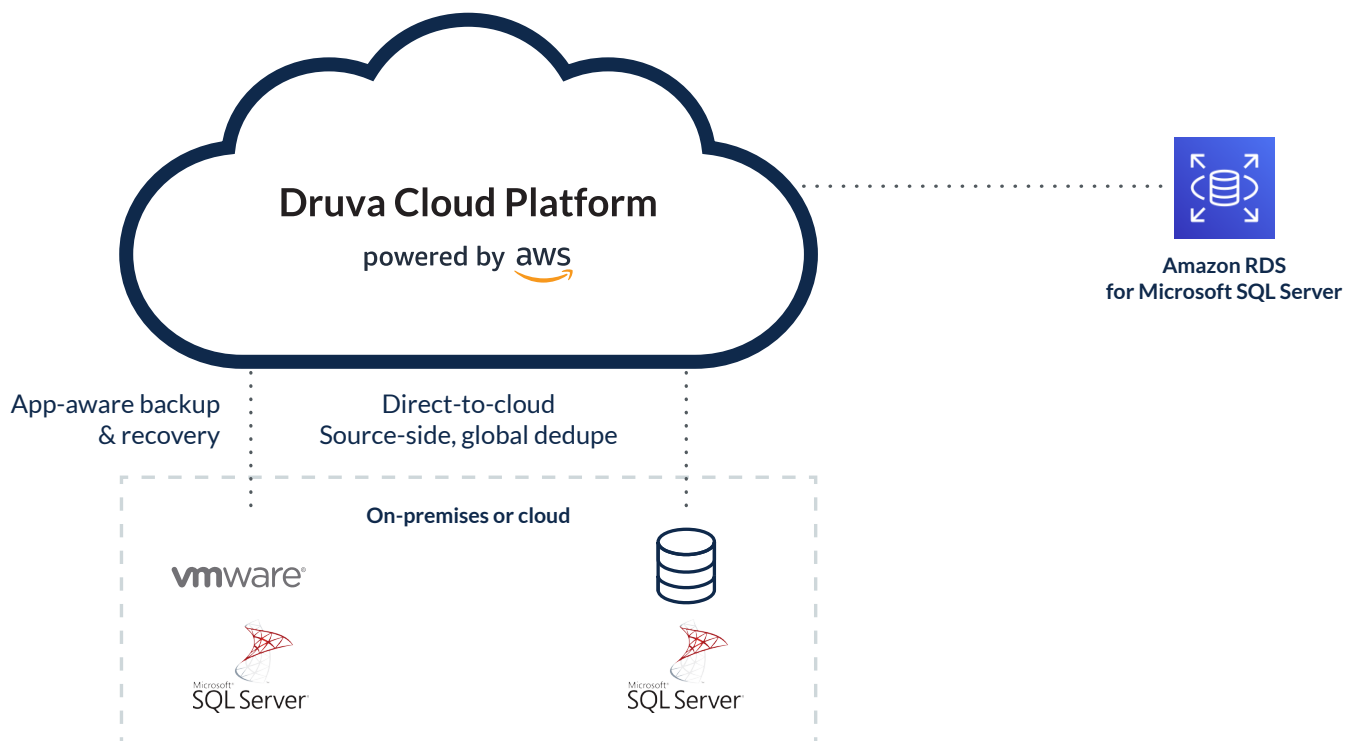 Druva Cloud Platform
powered by aws
Amazon RDS
for Microsoft SQL Server
App-aware backup
& recovery
Direct-to-cloud
Source-side, global dedupe
On-premises or cloud
vmware®
Microsoft®
SQL Server®
Microsoft®
SQL Server®